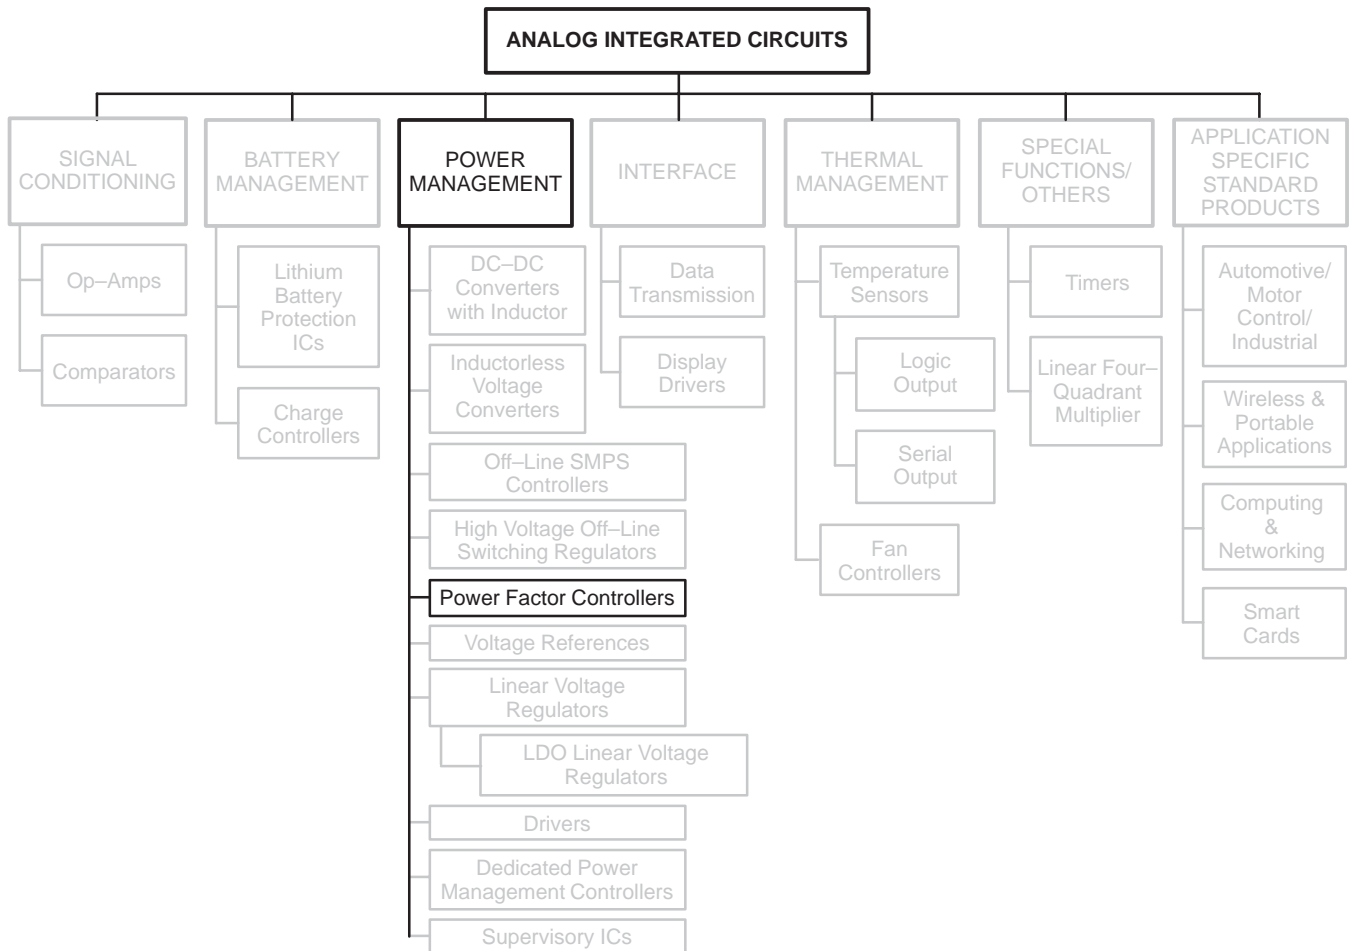 ANALOG INTEGRATED CIRCUITS
SIGNAL
CONDITIONING
BATTERY
MANAGEMENT
POWER
MANAGEMENT
INTERFACE
THERMAL
MANAGEMENT
SPECIAL
FUNCTIONS/
OTHERS
APPLICATION
SPECIFIC
STANDARD
PRODUCTS
Op–Amps
Comparators
Lithium
Battery
Protection
ICs
Charge
Controllers
DC–DC
Converters
with Inductor
Inductorless
Voltage
Converters
Off–Line SMPS
Controllers
High Voltage Off–Line
Switching Regulators
Power Factor Controllers
Voltage References
Linear Voltage
Regulators
LDO Linear Voltage
Regulators
Drivers
Dedicated Power
Management Controllers
Supervisory ICs
Data
Transmission
Display
Drivers
Temperature
Sensors
Logic
Output
Serial
Output
Fan
Controllers
Timers
Linear Four–
Quadrant
Multiplier
Automotive/
Motor
Control/
Industrial
Wireless &
Portable
Applications
Computing
&
Networking
Smart
Cards